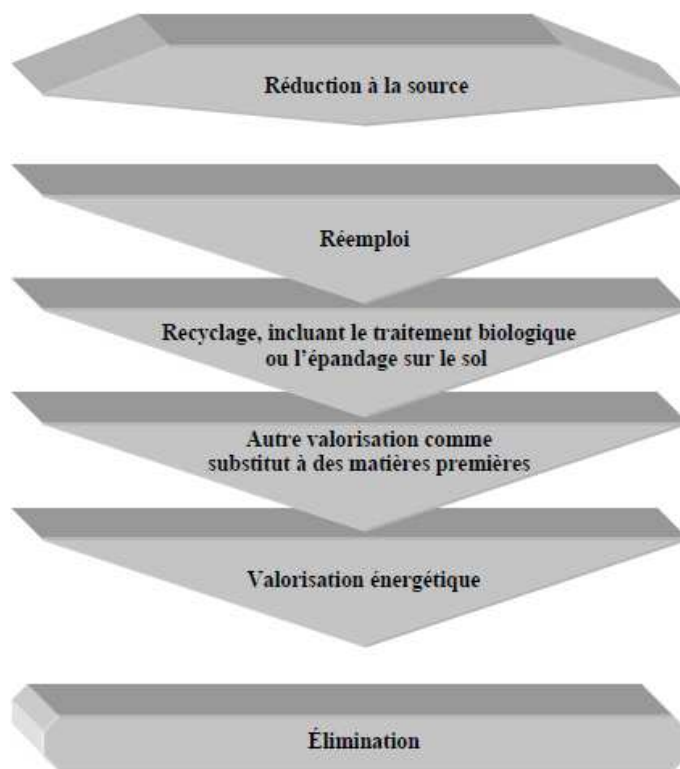 Réduction à la source
Réemploi
Recyclage, incluant le traitement biologique
ou l'épandage sur le sol
Autre valorisation comme
substitut à des matières premières
Valorisation énergétique
Élimination